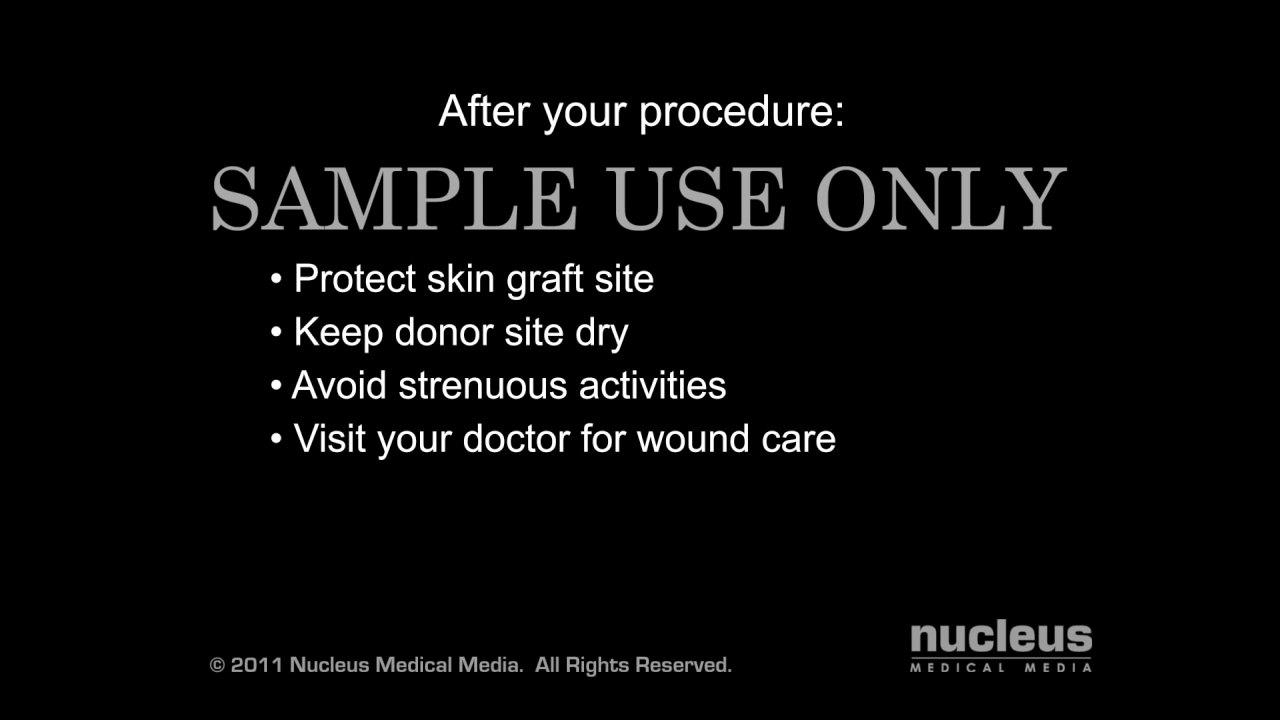 After your procedure:
SAMPLE USE ONLY
• Protect skin graft site
• Keep donor site dry
• Avoid strenuous activities
• Visit your doctor for wound care
nucleus
MEDICAL MEDIA
© 2011 Nucleus Medical Media. All Rights Reserved.